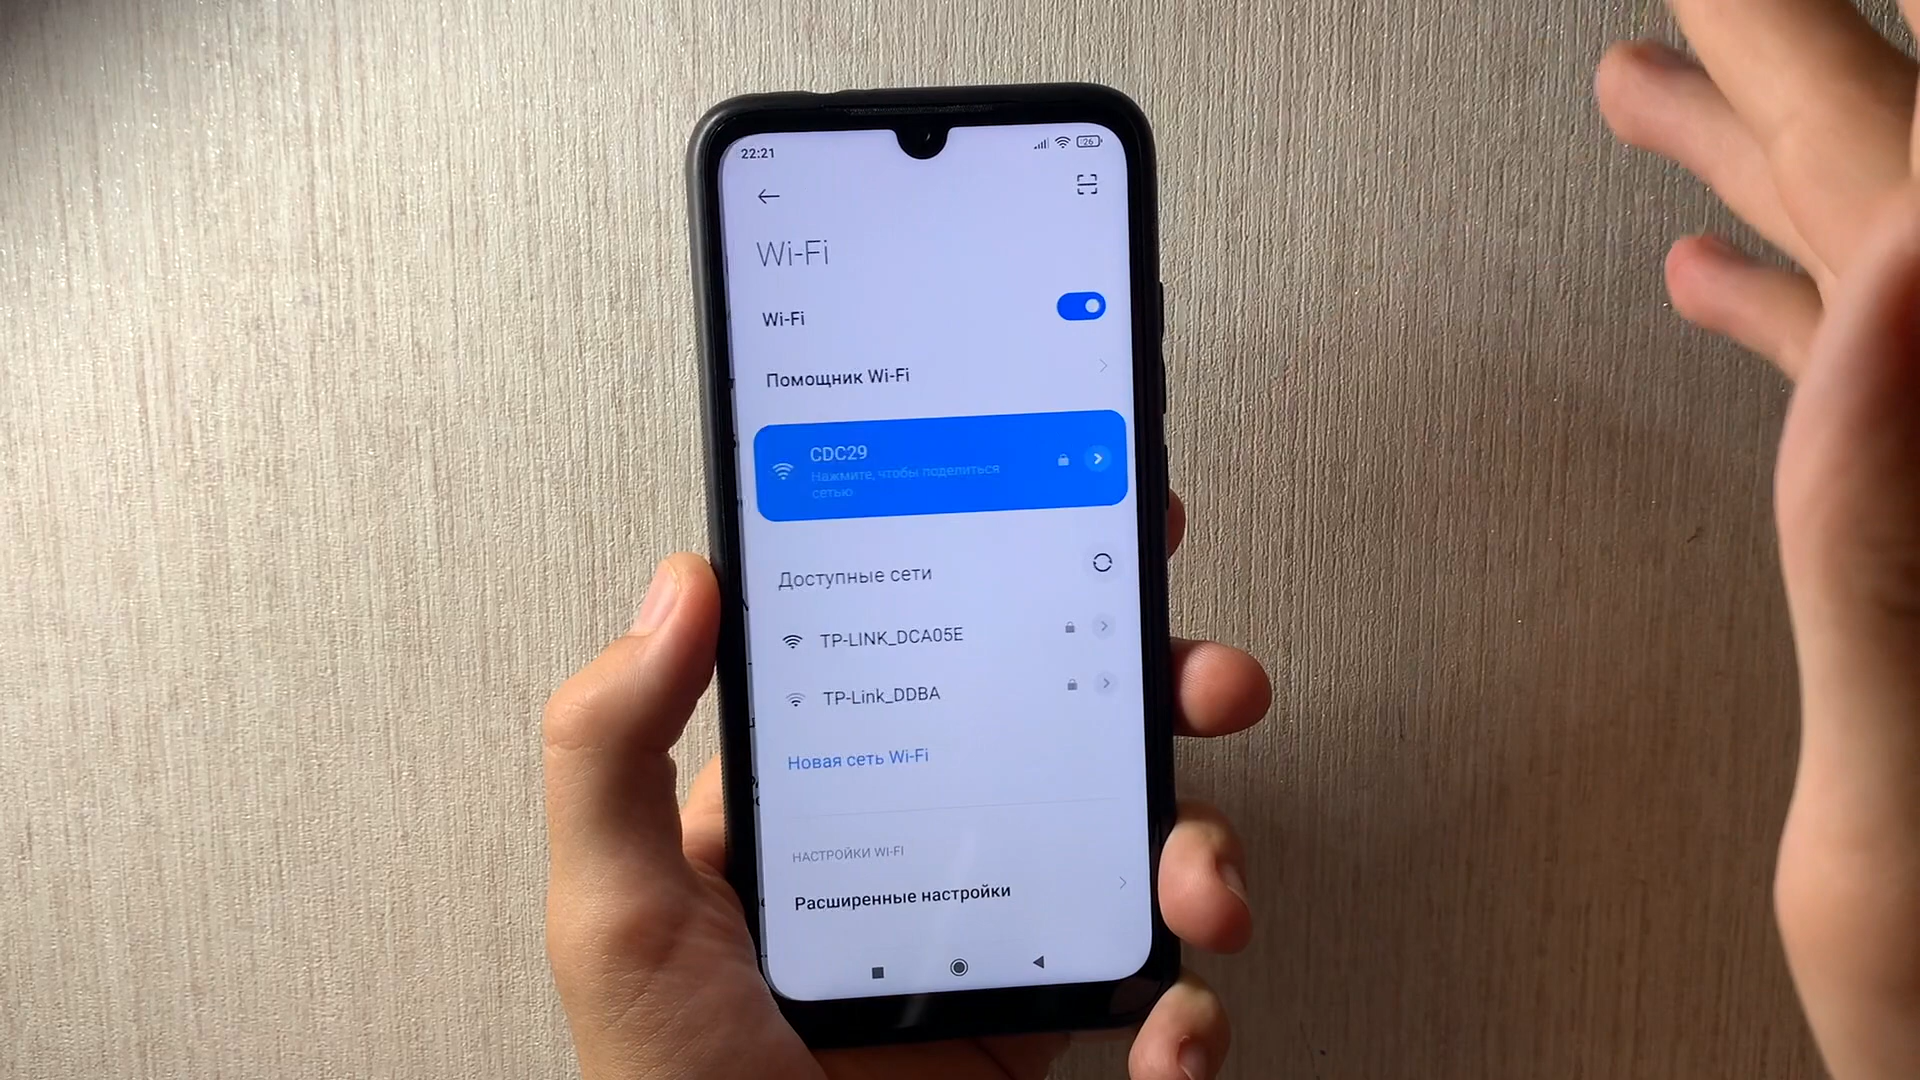 22:21
26
Wi-Fi
Wi-Fi
Помощник Wi-Fi
CDC29
Нажмите, чтобы поделиться
сетью
Доступные сети
TP-LINK_DCA05E
TP-Link_DDBA
Новая сеть Wi-Fi
НАСТРОЙКИ WI-FI
Расширенные настройки